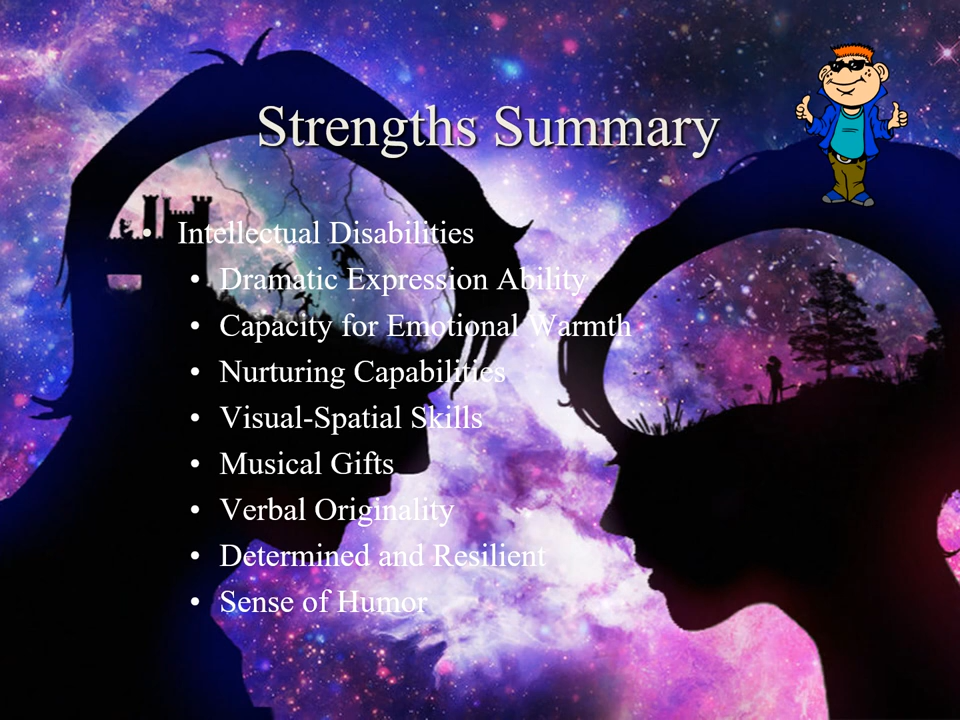 Strengths Summary
• Intellectual Disabilities
• Dramatic Expression Ability
• Capacity for Emotional Warmth
• Nurturing Capabilities
• Visual-Spatial Skills
• Musical Gifts
• Verbal Originality
• Determined and Resilient
• Sense of Humor